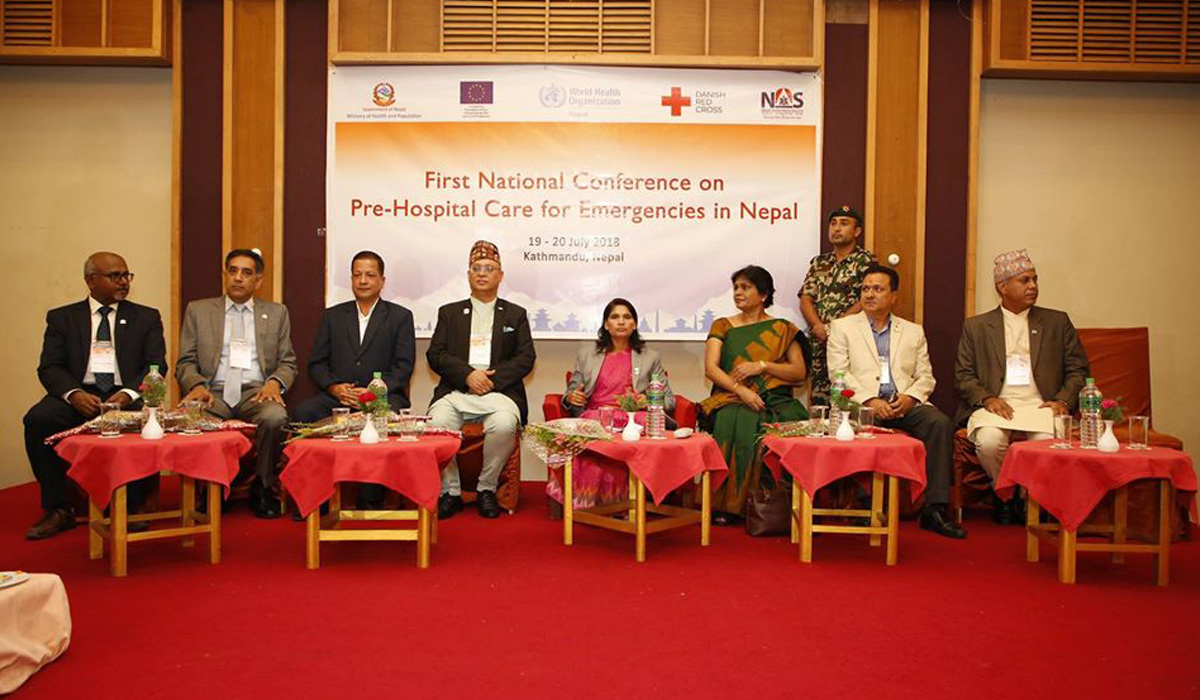 Government of Nepal
Ministry of Health and Population
World Health
Organization
Nepal
DANISH
RED
CROSS
NAS
First National Conference on
Pre-Hospital Care for Emergencies in Nepal
19 - 20 July 2018
Kathmandu, Nepal